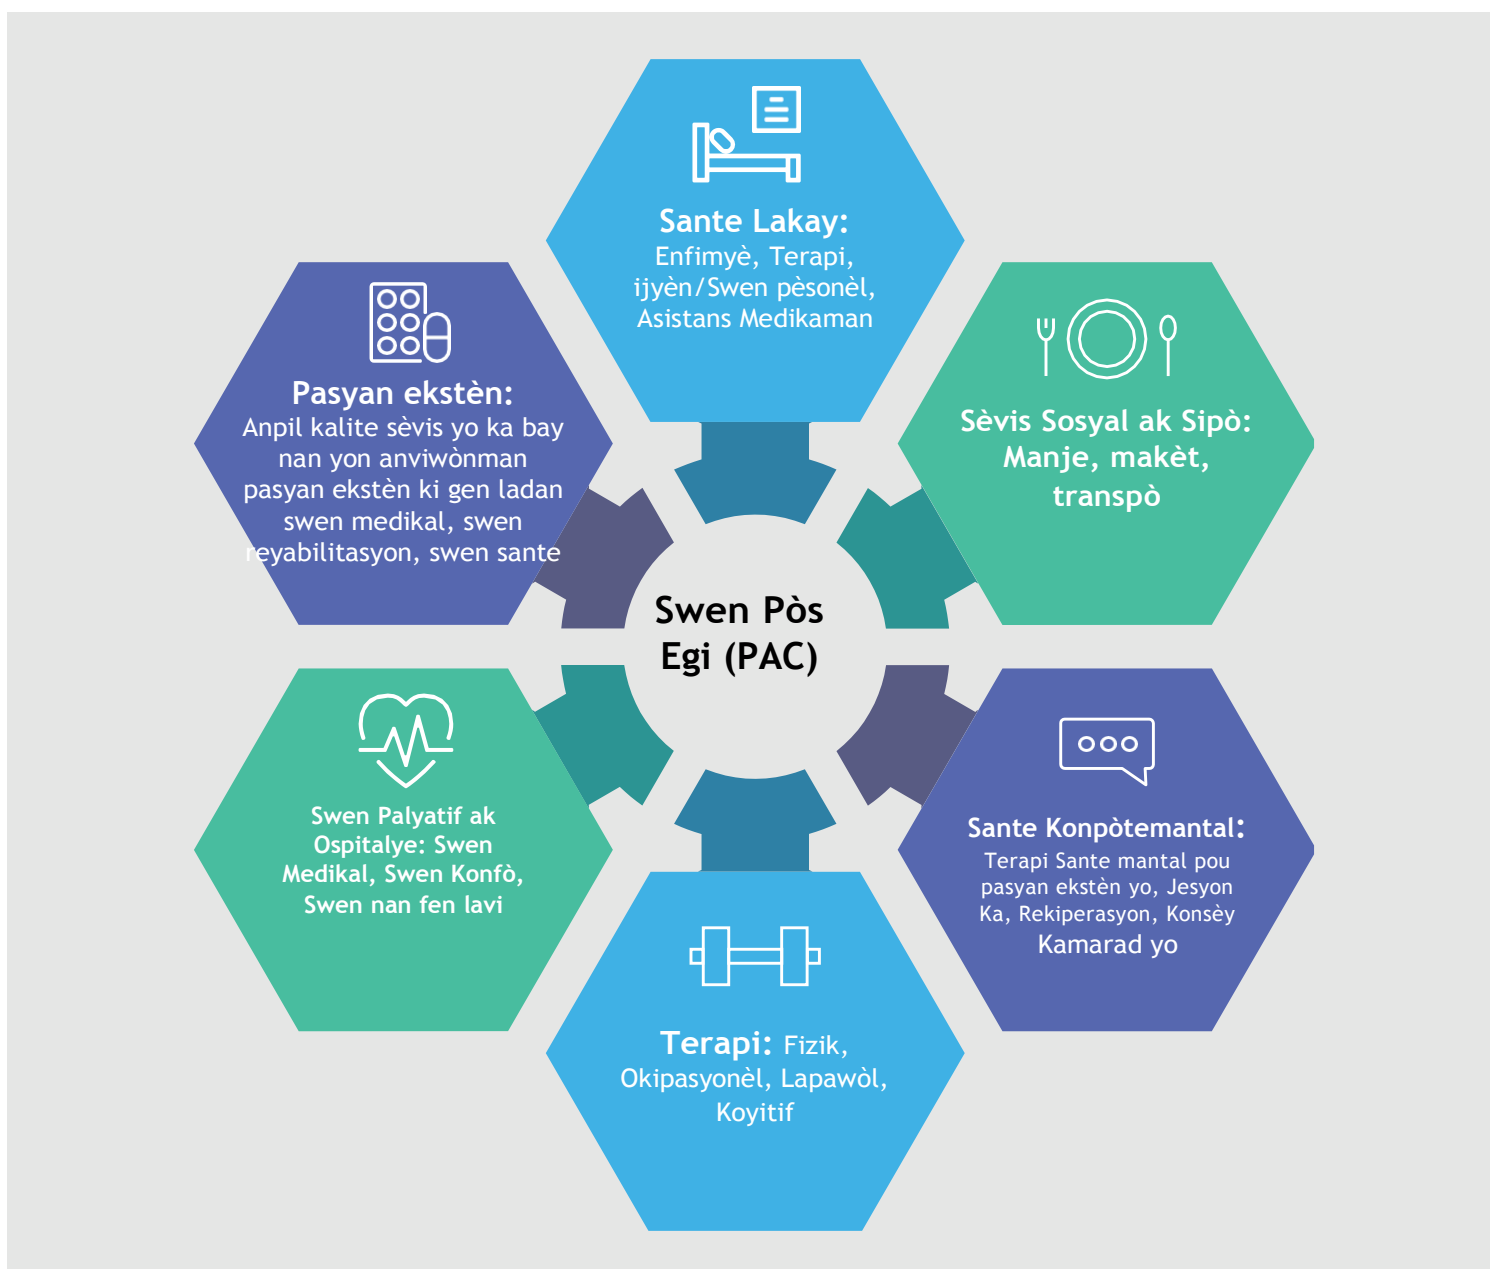 Sante Lakay:
Enfimyè, Terapi,
ijyèn/Swen pèsonèl,
Asistans Medikaman
Pasyan ekstèn:
Anpil kalite sèvis yo ka bay
nan yon anviwònman
pasyan ekstèn ki gen ladan
swen medikal, swen
reyabilitasyon, swen sante
Sèvis Sosyal ak Sipò:
Manje, makèt,
transpò
Swen Pòs
Egi (PAC)
Swen Palyatif ak
Ospitalye: Swen
Medikal, Swen Konfò,
Swen nan fen lavi
Sante Konpòtemantal:
Terapi Sante mantal pou
pasyan ekstèn yo, Jesyon
Ka, Rekiperasyon, Konsèy
Kamarad yo
Terapi: Fizik,
Okipasyonèl, Lapawòl,
Koyitif